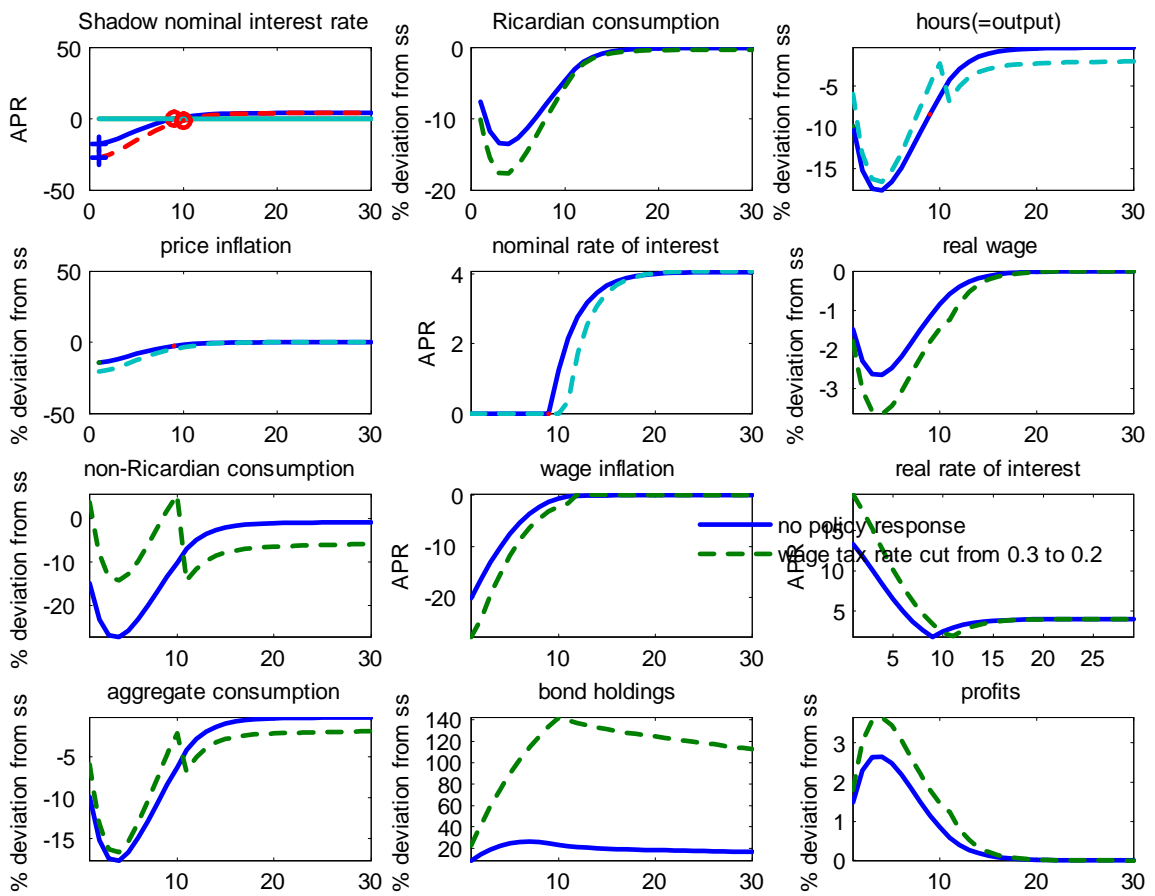 Shadow nominal interest rate
APR
50
0
-50
0 10 20 30
Ricardian consumption
% deviation from ss
0
-10
-20
0 10 20 30
hours(=output)
% deviation from ss
-5
-10
-15
10 20 30
price inflation
% deviation from ss
50
0
-50
0 10 20 30
nominal rate of interest
APR
4
2
0
10 20 30
real wage
% deviation from ss
0
-1
-2
-3
10 20 30
non-Ricardian consumption
% deviation from ss
0
-10
-20
10 20 30
wage inflation
APR
0
-10
-20
10 20 30
real rate of interest
APR
15
10
5
5 10 15 20 25
no policy response
wage tax rate cut from 0.3 to 0.2
aggregate consumption
% deviation from ss
-5
-10
-15
10 20 30
bond holdings
% deviation from ss
140
120
100
80
60
40
20
10 20 30
profits
% deviation from ss
3
2
1
0
10 20 30